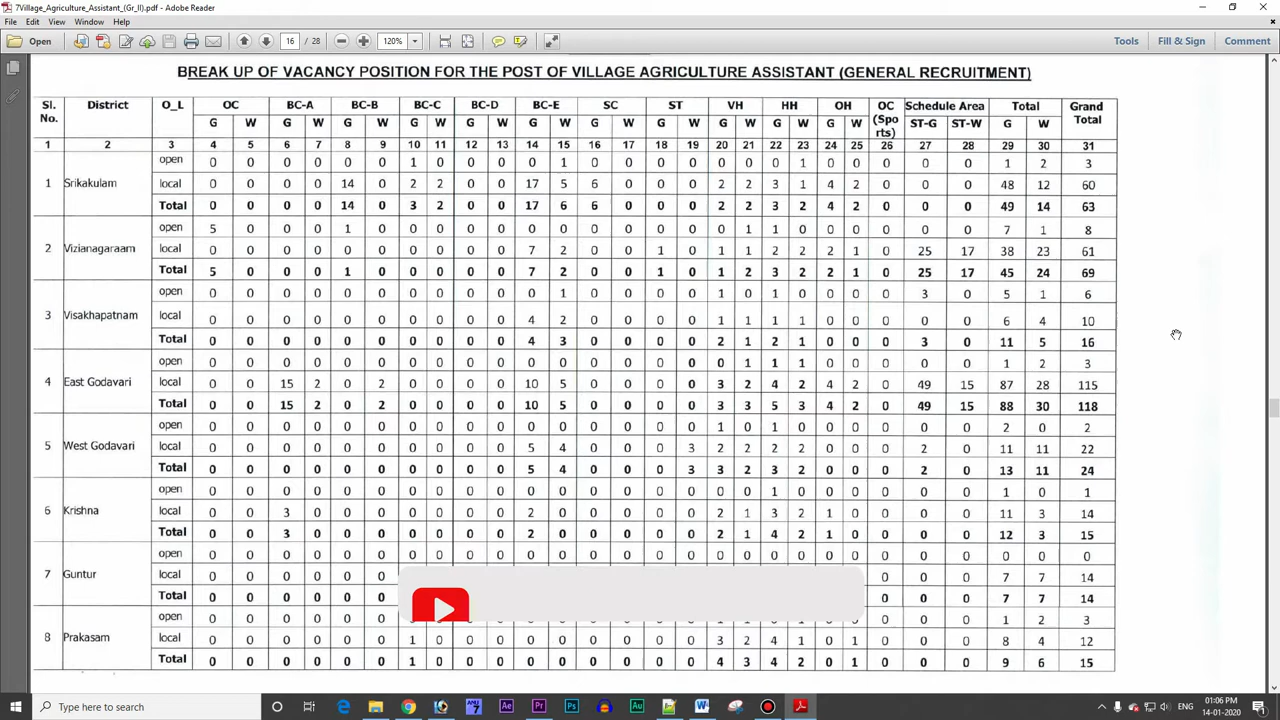 7Village_Agriculture_Assistant_(Gr_II).pdf - Adobe Reader
File Edit View Window Help
Open 16 / 28 120% Tools Fill & Sign Comment
BREAK UP OF VACANCY POSITION FOR THE POST OF VILLAGE AGRICULTURE ASSISTANT (GENERAL RECRUITMENT)
Sl. No. District O_L OC BC-A BC-B BC-C BC-D BC-E SC ST VH HH OH OC (Spo rts) Schedule Area Total Grand Total
G W G W G W G W G W G W G W G W G W G W G W ST-G ST-W G W
1 2 3 4 5 6 7 8 9 10 11 12 13 14 15 16 17 18 19 20 21 22 23 24 25 26 27 28 29 30 31
open 0 0 0 0 0 0 1 0 0 0 0 1 0 0 0 0 0 0 0 1 0 0 0 0 0 1 2 3
1 Srikakulam local 0 0 0 0 14 0 2 2 0 0 17 5 6 0 0 0 2 2 3 1 4 2 0 0 0 48 12 60
Total 0 0 0 0 14 0 3 2 0 0 17 6 6 0 0 0 2 2 3 2 4 2 0 0 0 49 14 63
open 5 0 0 0 1 0 0 0 0 0 0 0 0 0 0 0 0 1 1 0 0 0 0 0 0 7 1 8
2 Vizianagaraam local 0 0 0 0 0 0 0 0 0 0 7 2 0 0 1 0 1 1 2 2 2 1 0 25 17 38 23 61
Total 5 0 0 0 1 0 0 0 0 0 7 2 0 0 1 0 1 2 3 2 2 1 0 25 17 45 24 69
open 0 0 0 0 0 0 0 0 0 0 0 1 0 0 0 0 1 0 1 0 0 0 0 3 0 5 1 6
3 Visakhapatnam local 0 0 0 0 0 0 0 0 0 0 4 2 0 0 0 0 1 1 1 1 0 0 0 0 0 6 4 10
Total 0 0 0 0 0 0 0 0 0 0 4 3 0 0 0 0 2 1 2 1 0 0 0 3 0 11 5 16
open 0 0 0 0 0 0 0 0 0 0 0 0 0 0 0 0 0 1 1 1 0 0 0 0 0 1 2 3
4 East Godavari local 0 0 15 2 0 2 0 0 0 0 10 5 0 0 0 0 3 2 4 2 4 2 0 49 15 87 28 115
Total 0 0 15 2 0 2 0 0 0 0 10 5 0 0 0 0 3 3 5 3 4 2 0 49 15 88 30 118
open 0 0 0 0 0 0 0 0 0 0 0 0 0 0 0 0 1 0 1 0 0 0 0 0 0 2 0 2
5 West Godavari local 0 0 0 0 0 0 0 0 0 0 5 4 0 0 0 3 2 2 2 2 0 0 0 2 0 11 11 22
Total 0 0 0 0 0 0 0 0 0 0 5 4 0 0 0 3 3 2 3 2 0 0 0 2 0 13 11 24
open 0 0 0 0 0 0 0 0 0 0 0 0 0 0 0 0 0 0 1 0 0 0 0 0 0 1 0 1
6 Krishna local 0 0 3 0 0 0 0 0 0 0 2 0 0 0 0 0 2 1 3 2 1 0 0 0 0 11 3 14
Total 0 0 3 0 0 0 0 0 0 0 2 0 0 0 0 0 2 1 4 2 1 0 0 0 0 12 3 15
open 0 0 0 0 0 0 0 0 0 0 0 0 0 0 0 0 0 0 0 0 0 0 0 0 0 0 0 0
7 Guntur local 0 0 0 0 0 0 0 0 0 7 7 14
Total 0 0 0 0 0 0 0 0 0 7 7 14
open 0 0 0 0 0 0 0 0 0 1 2 3
8 Prakasam local 0 0 0 0 0 0 1 0 0 0 0 0 0 0 0 0 3 2 4 1 0 1 0 0 0 8 4 12
Total 0 0 0 0 0 0 1 0 0 0 0 0 0 0 0 0 4 3 4 2 0 1 0 0 0 9 6 15
Type here to search
ENG 01:06 PM
14-01-2020